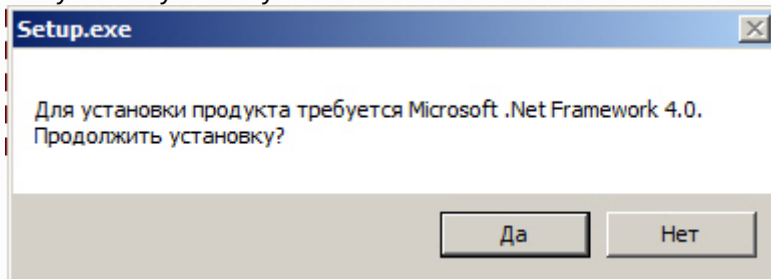 Setup.exe
Для установки продукта требуется Microsoft .Net Framework 4.0.
Продолжить установку?
Да
Нет